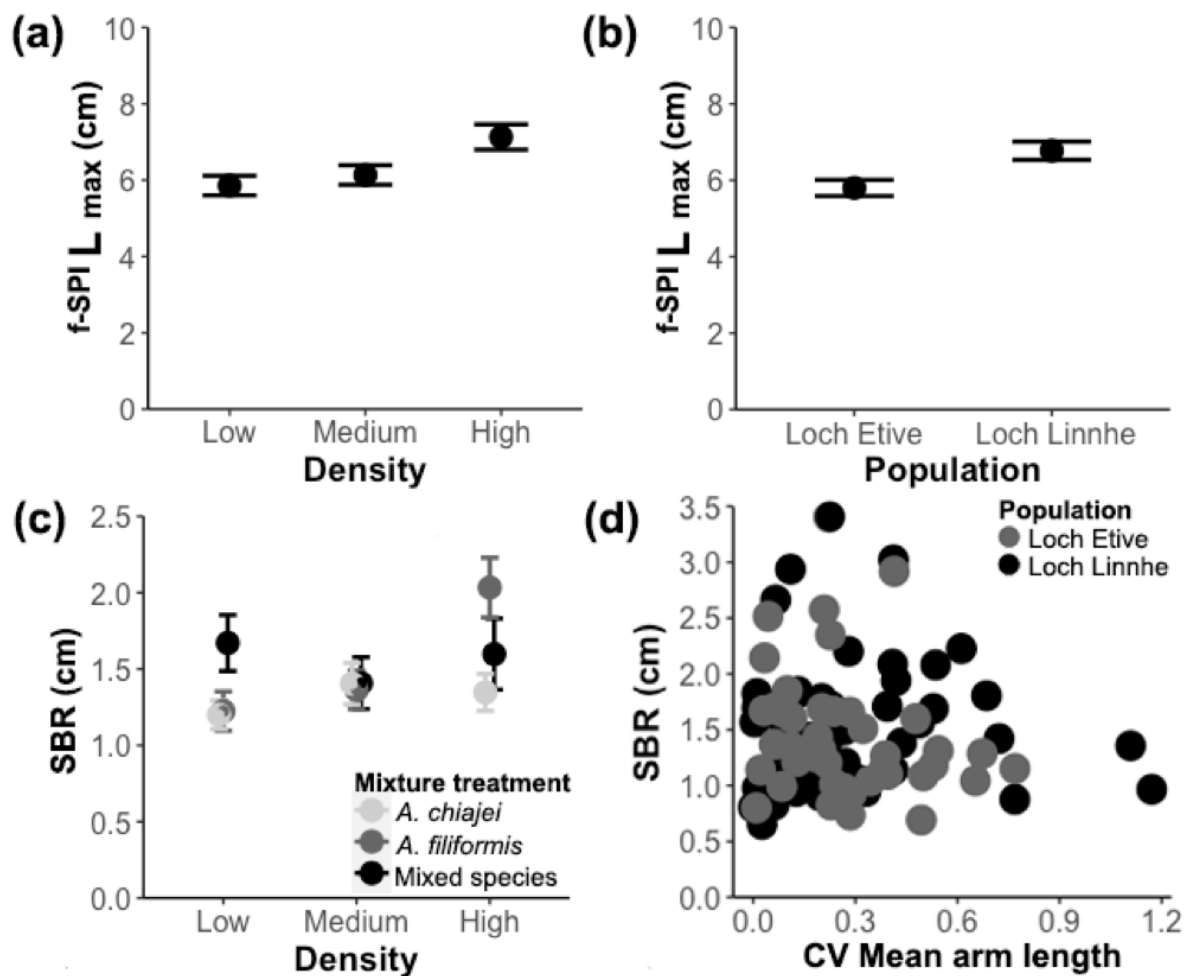 (a)
10
8
6
4
2
0
f-SPI L max (cm)
Low Medium High
Density
(b)
10
8
6
4
2
0
f-SPI L max (cm)
Loch Etive Loch Linnhe
Population
(c)
2.5
2.0
1.5
1.0
0.5
0.0
SBR (cm)
Mixture treatment
A. chiajei
A. filiformis
Mixed species
Low Medium High
Density
(d)
3.5
3.0
2.5
2.0
1.5
1.0
0.5
0.0
SBR (cm)
Population
Loch Etive
Loch Linnhe
0.0 0.3 0.6 0.9 1.2
CV Mean arm length